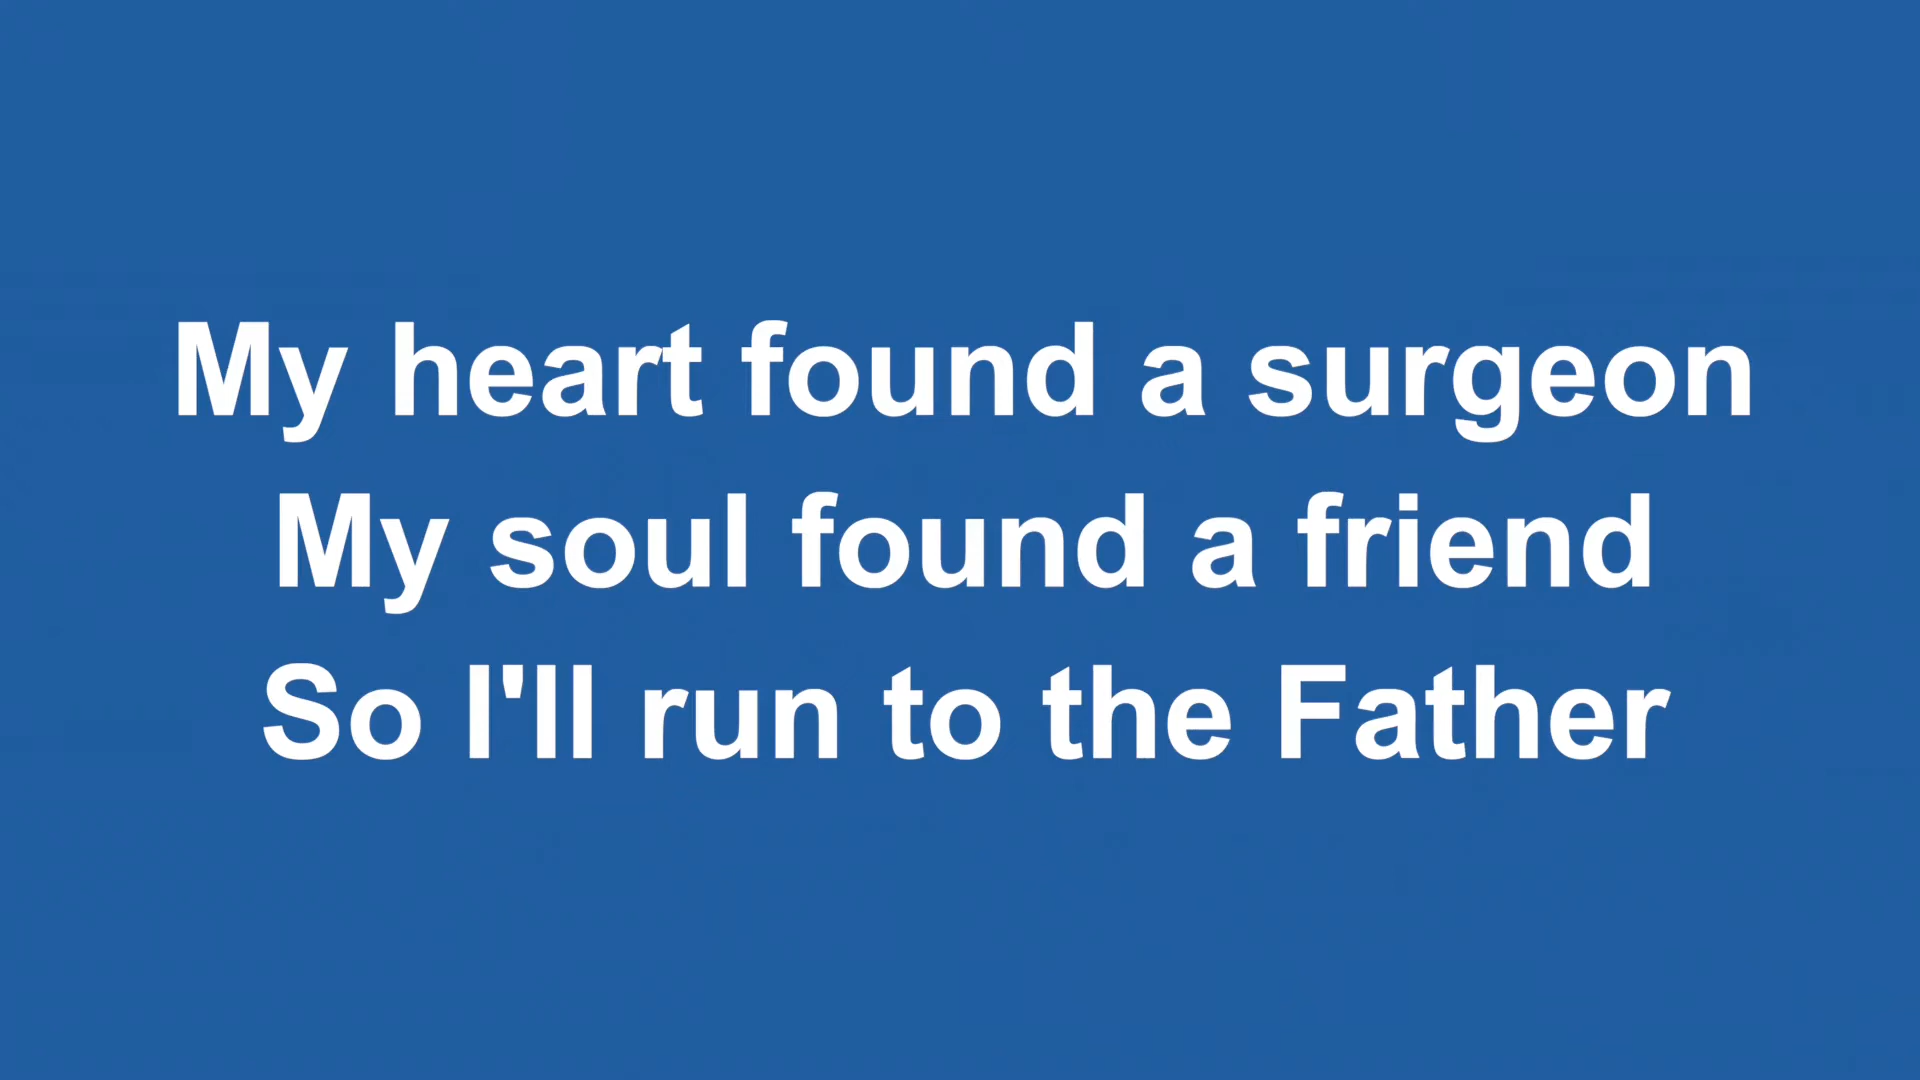 My heart found a surgeon
My soul found a friend
So I'll run to the Father